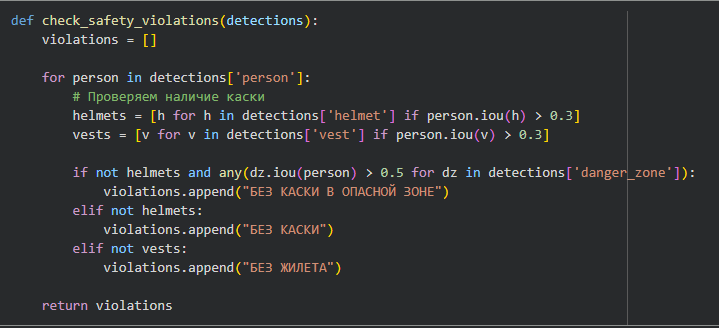 def check_safety_violations(detections):
    violations = []

    for person in detections['person']:
        # Проверяем наличие каски
        helmets = [h for h in detections['helmet'] if person.iou(h) > 0.3]
        vests = [v for v in detections['vest'] if person.iou(v) > 0.3]

        if not helmets and any(dz.iou(person) > 0.5 for dz in detections['danger_zone']):
            violations.append("БЕЗ КАСКИ В ОПАСНОЙ ЗОНЕ")
        elif not helmets:
            violations.append("БЕЗ КАСКИ")
        elif not vests:
            violations.append("БЕЗ ЖИЛЕТА")

    return violations